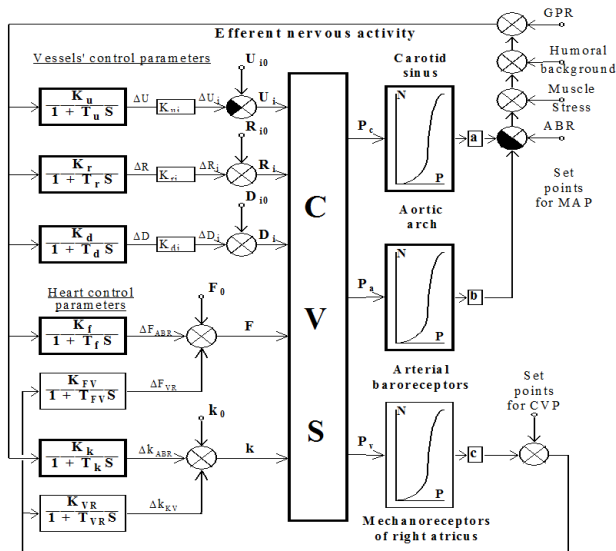 GPR
Efferent nervous activity
Vessels' control parameters
U i0
Carotid
sinus
Humoral
background
K u
1 + T u S
ΔU
K ui
ΔU i
U i
N
P
P c
a
Muscle
Stress
ABR
R i0
K r
1 + T r S
ΔR
K ri
ΔR i
R i
Set
points
for MAP
D i0
C
Aortic
arch
K d
1 + T d S
ΔD
K di
ΔD i
D i
N
P
P a
b
Heart control
parameters
F 0
V
K f
1 + T f S
ΔF ABR
F
K FV
1 + T FV S
ΔF VR
Arterial
baroreceptors
Set
points
for CVP
k 0
S
K k
1 + T k S
Δk ABR
k
N
P
P v
c
K VR
1 + T VR S
Δk KV
Mechanoreceptors
of right atricus